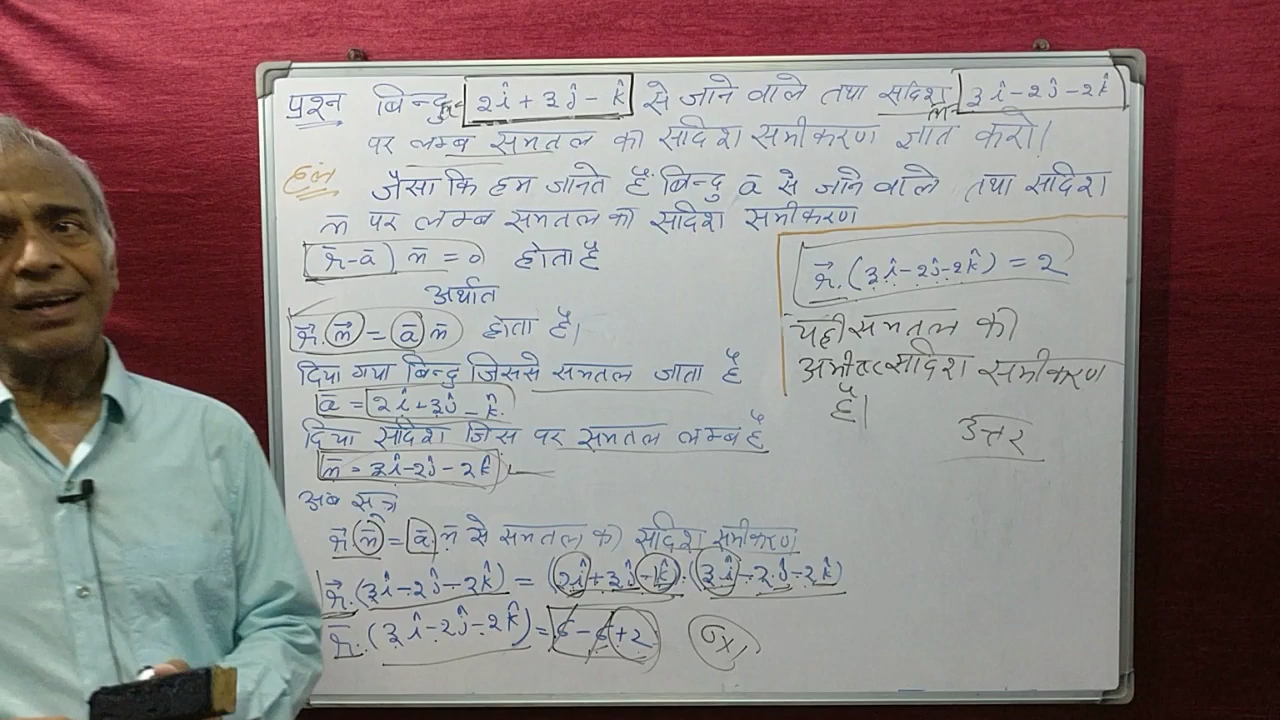 प्रश्न बिन्दु 2î + 3ĵ - k̂ से जाने वाले तथा सदिश 3î - 2ĵ - 2k̂
पर लम्ब समतल का सदिश समीकरण ज्ञात करो।
हल जैसा कि हम जानते हैं बिन्दु ā से जाने वाले तथा सदिश
n̄ पर लम्ब समतल का सदिश समीकरण
(r⃗ - ā) n̄ = 0 होता है
अर्थात
r⃗.(n⃗) = ā n̄ होता है।
दिया गया बिन्दु जिससे समतल जाता है
ā = 2î + 3ĵ - k̂.
दिया सदिश जिस पर समतल लम्ब है
n̄ = 3î - 2ĵ - 2k̂
अब सूत्र
r⃗.(n̄) = ā n̄ से समतल का सदिश समीकरण
r⃗.(3î - 2ĵ - 2k̂) = (2î + 3ĵ - 1k̂).(3î - 2ĵ - 2k̂)
r̄.(3î - 2ĵ - 2k̂) = 6 - 6 + 2
r⃗.(3î - 2ĵ - 2k̂) = 2
यही समतल की
अभीष्ट सदिश समीकरण
है।
उत्तर